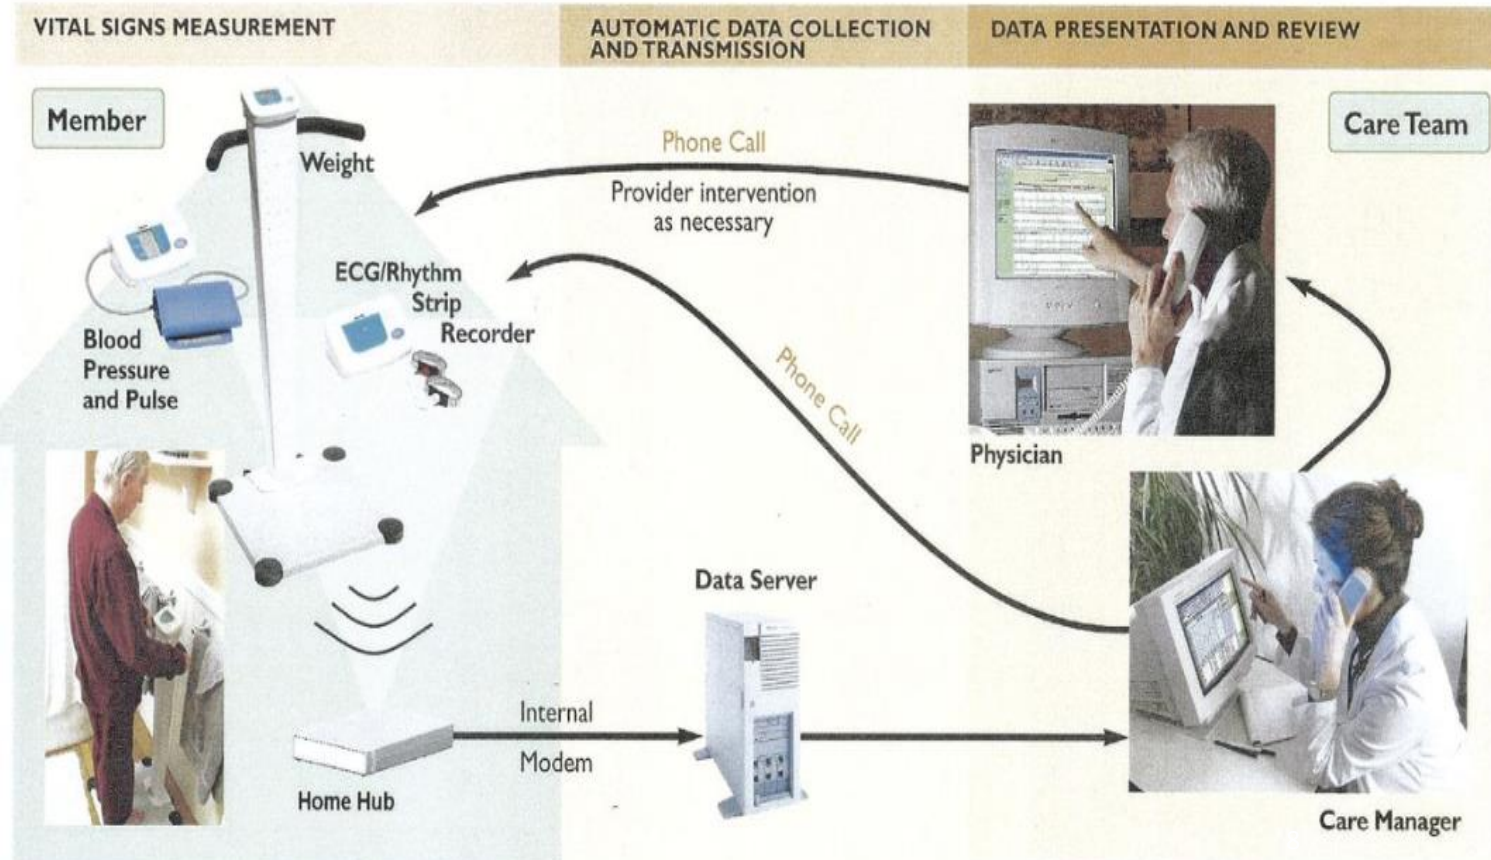 VITAL SIGNS MEASUREMENT
AUTOMATIC DATA COLLECTION
AND TRANSMISSION
DATA PRESENTATION AND REVIEW
Member
Care Team
Weight
Phone Call
Provider intervention
as necessary
ECG/Rhythm
Strip
Recorder
Blood
Pressure
and Pulse
Phone Call
Physician
Data Server
Internal
Modem
Home Hub
Care Manager